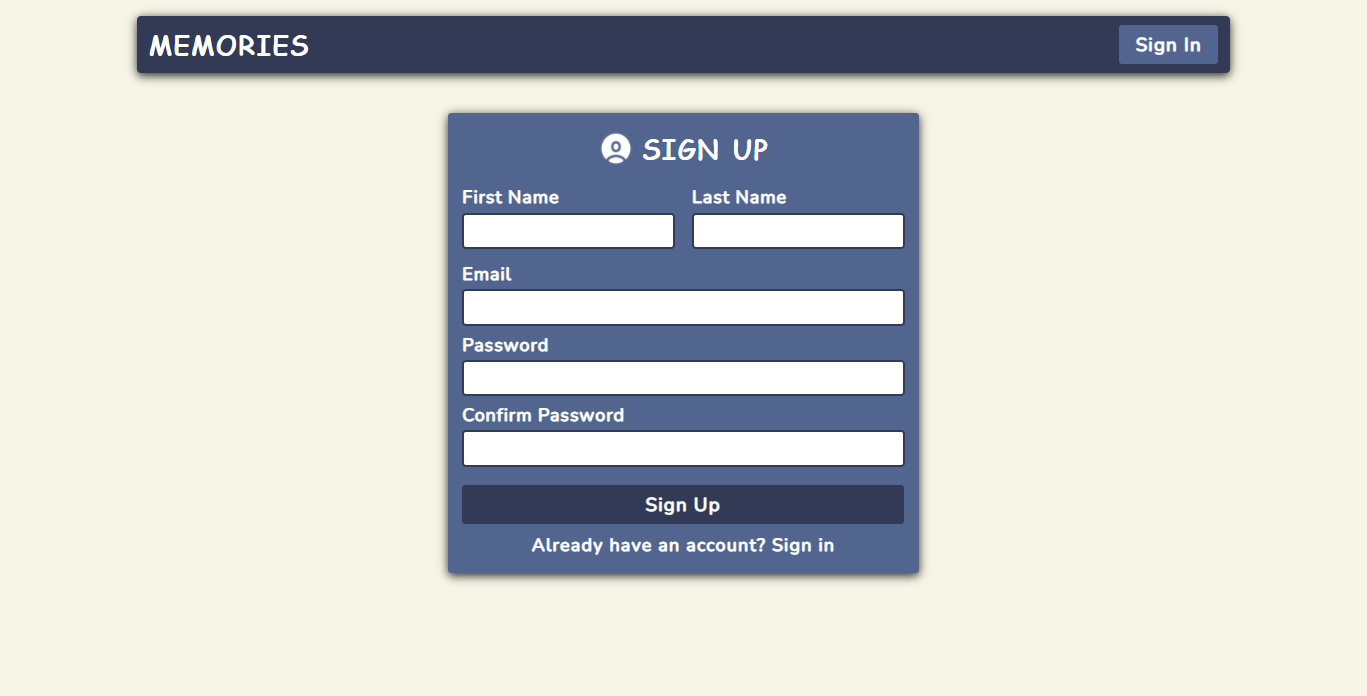 MEMORIES
Sign In
SIGN UP
First Name
Last Name
Email
Password
Confirm Password
Sign Up
Already have an account? Sign in